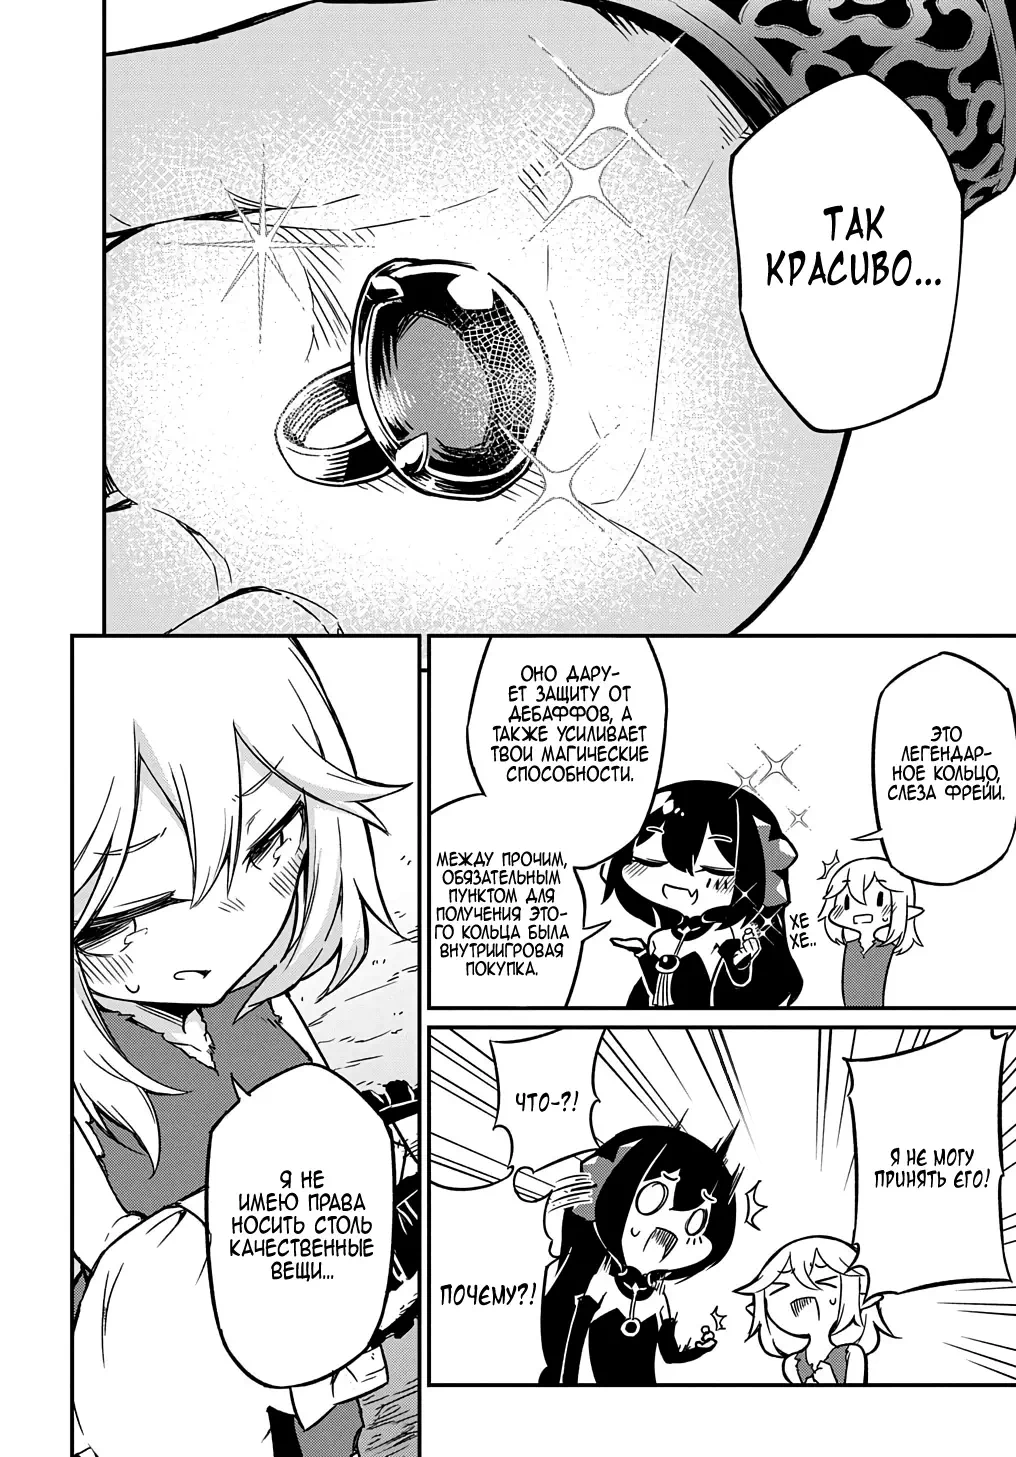 ТАК
КРАСИВО...
ЭТО
ЛЕГЕНДАР-
НОЕ КОЛЬЦО,
СЛЕЗА ФРЕЙИ.
ОНО ДАРУ-
ЕТ ЗАЩИТУ ОТ
ДЕБАФФОВ, А
ТАКЖЕ УСИЛИВАЕТ
ТВОИ МАГИЧЕСКИЕ
СПОСОБНОСТИ.
МЕЖДУ ПРОЧИМ,
ОБЯЗАТЕЛЬНЫМ
ПУНКТОМ ДЛЯ
ПОЛУЧЕНИЯ ЭТО-
ГО КОЛЬЦА БЫЛА
ВНУТРИИГРОВАЯ
ПОКУПКА.
ХЕ
ХЕ..
Я НЕ МОГУ
ПРИНЯТЬ ЕГО!
ЧТО-?!
ПОЧЕМУ?!
Я НЕ
ИМЕЮ ПРАВА
НОСИТЬ СТОЛЬ
КАЧЕСТВЕННЫЕ
ВЕЩИ...